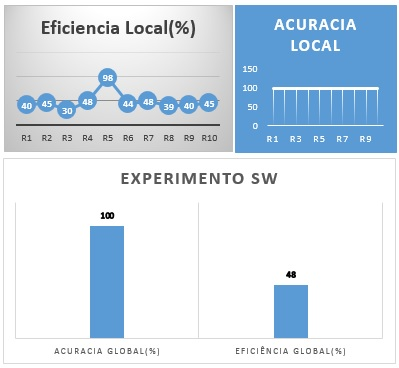 Eficiencia Local(%)
40 45 30 48 98 44 48 39 40 45
R1 R2 R3 R4 R5 R6 R7 R8 R9 R10
ACURACIA
LOCAL
150
100
50
0
R1 R3 R5 R7 R9
EXPERIMENTO SW
100
48
ACURACIA GLOBAL(%) EFICIÊNCIA GLOBAL(%)